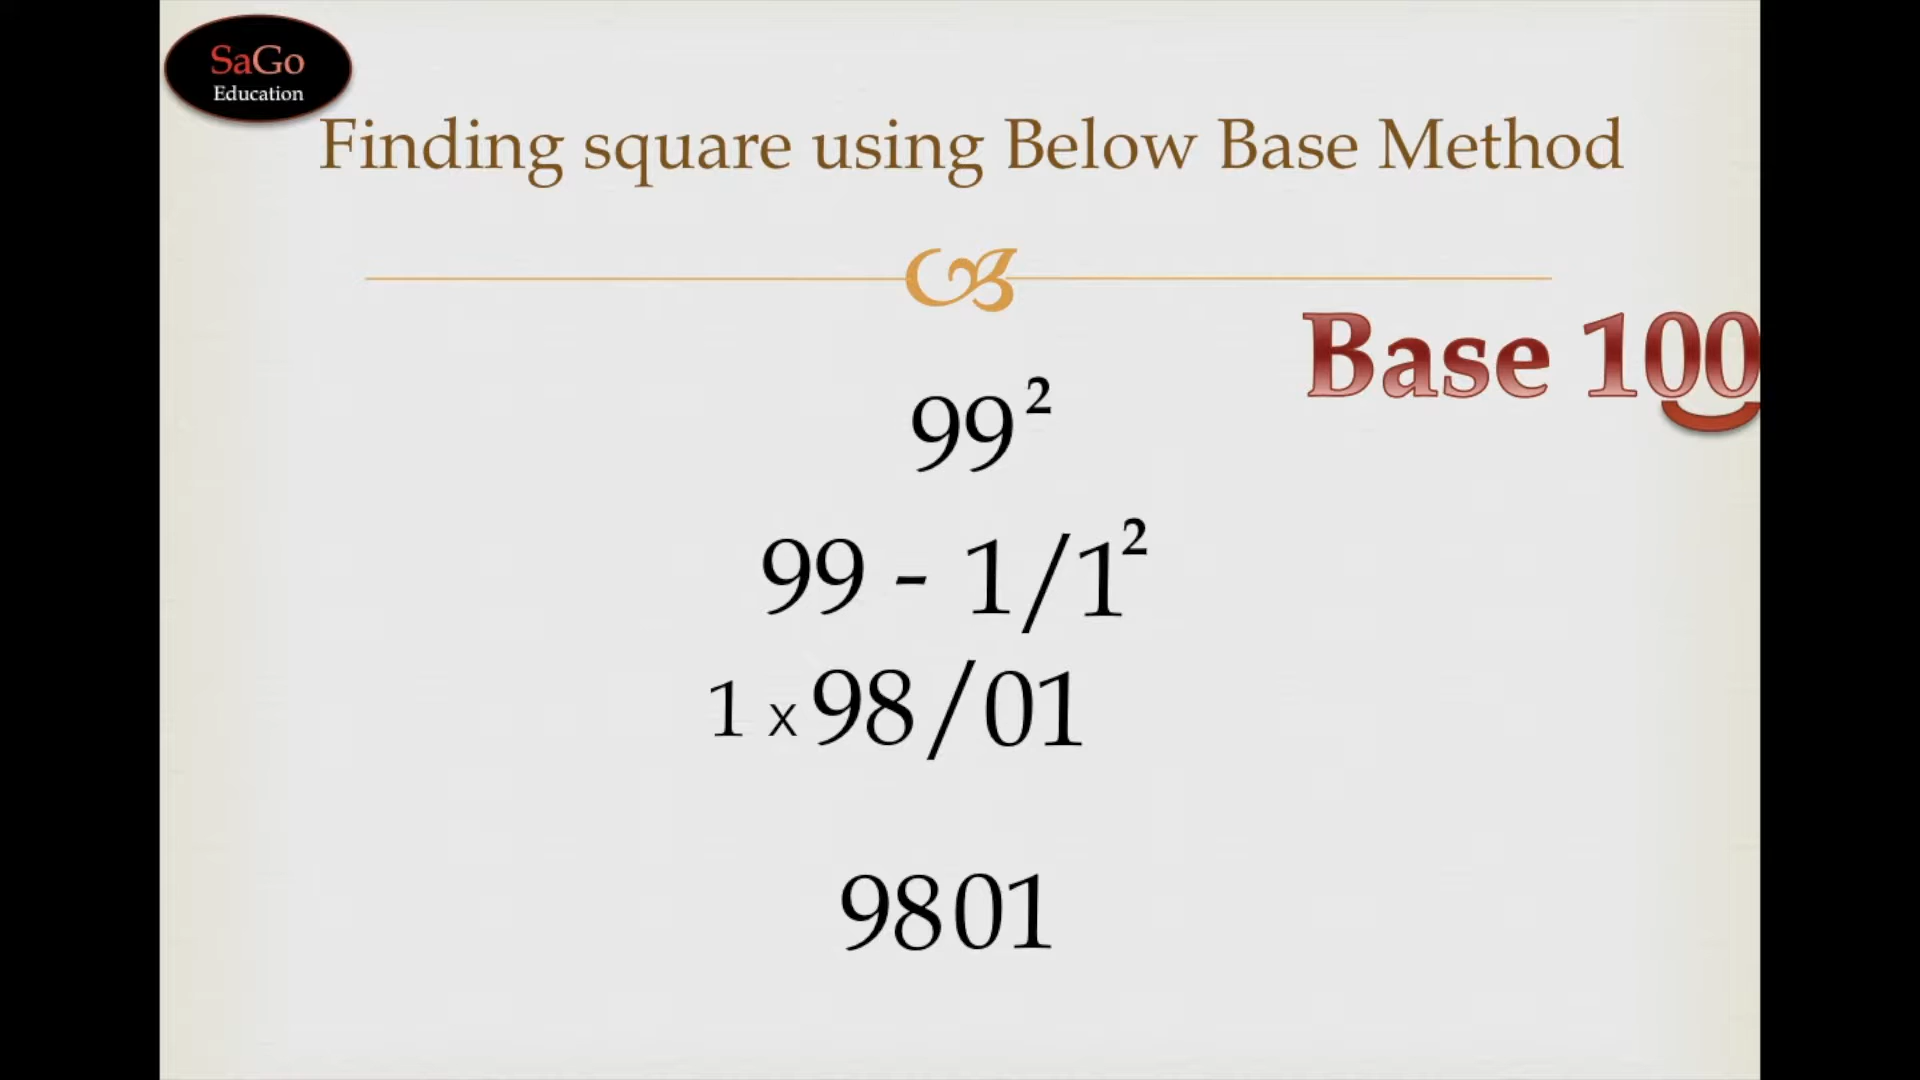 SaGo
Education
Finding square using Below Base Method
Base 100
99²
99 - 1/1²
1 x 98/01
9801